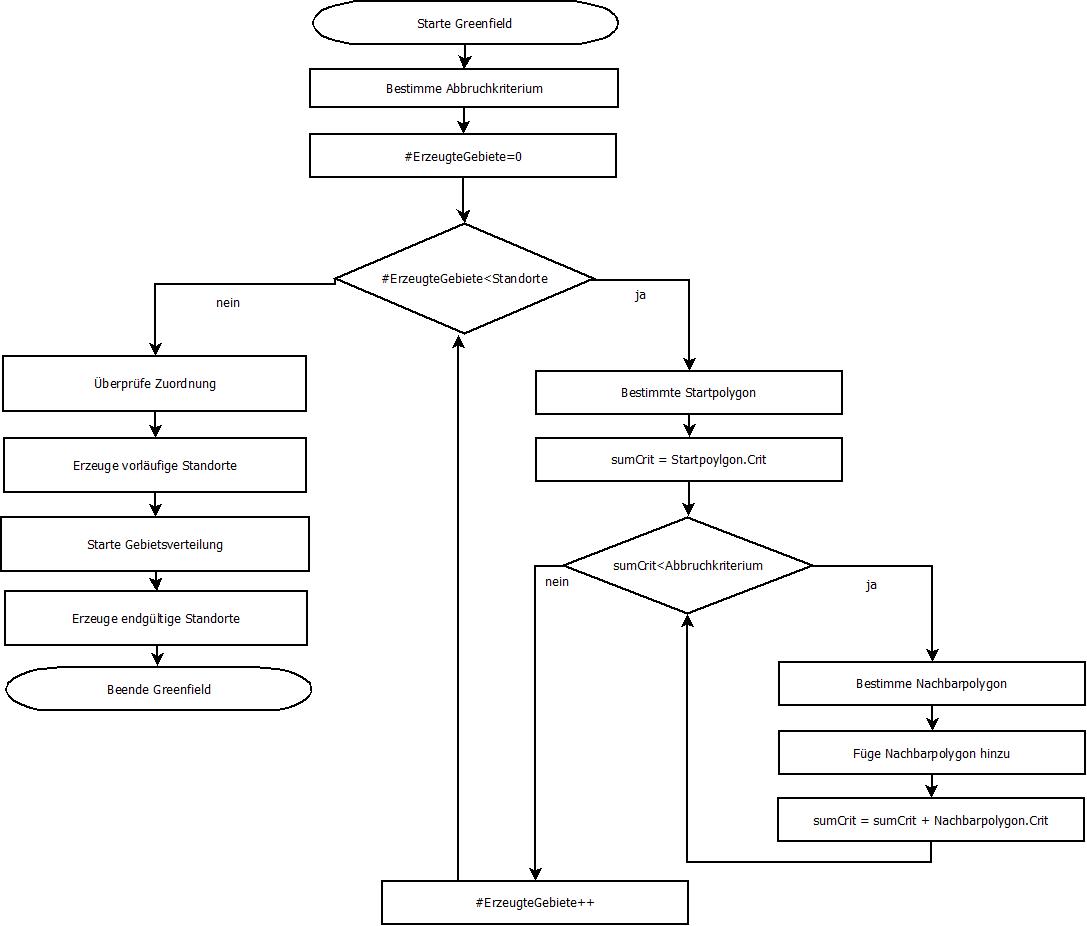 Starte Greenfield
Bestimme Abbruchkriterium
#ErzeugteGebiete=0
#ErzeugteGebiete<Standorte
nein
ja
Überprüfe Zuordnung
Erzeuge vorläufige Standorte
Starte Gebietsverteilung
Erzeuge endgültige Standorte
Beende Greenfield
Bestimmte Startpolygon
sumCrit = Startpoylgon.Crit
sumCrit<Abbruchkriterium
nein
ja
Bestimme Nachbarpolygon
Füge Nachbarpolygon hinzu
sumCrit = sumCrit + Nachbarpolygon.Crit
#ErzeugteGebiete++